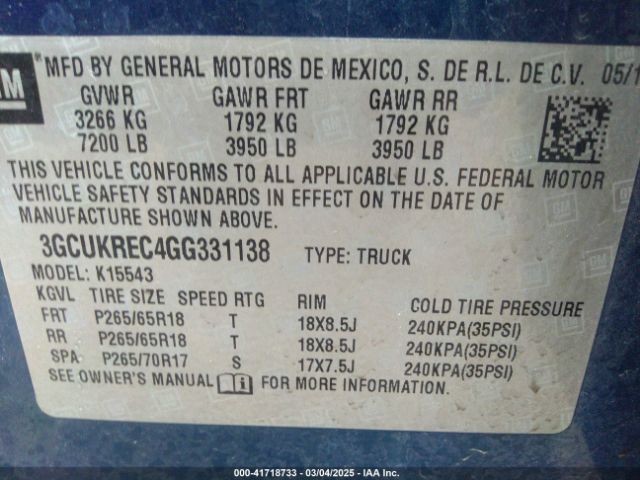 GM
MFD BY GENERAL MOTORS DE MEXICO, S. DE R.L. DE C.V. 05/1
GVWR GAWR FRT GAWR RR
3266 KG 1792 KG 1792 KG
7200 LB 3950 LB 3950 LB
THIS VEHICLE CONFORMS TO ALL APPLICABLE U.S. FEDERAL MOTOR
VEHICLE SAFETY STANDARDS IN EFFECT ON THE DATE OF
MANUFACTURE SHOWN ABOVE.
3GCUKREC4GG331138 TYPE: TRUCK
MODEL: K15543
KGVL TIRE SIZE SPEED RTG RIM COLD TIRE PRESSURE
FRT P265/65R18 T 18X8.5J 240KPA(35PSI)
RR P265/65R18 T 18X8.5J 240KPA(35PSI)
SPA P265/70R17 S 17X7.5J 240KPA(35PSI)
SEE OWNER'S MANUAL FOR MORE INFORMATION.
000-41718733 - 03/04/2025 - IAA Inc.